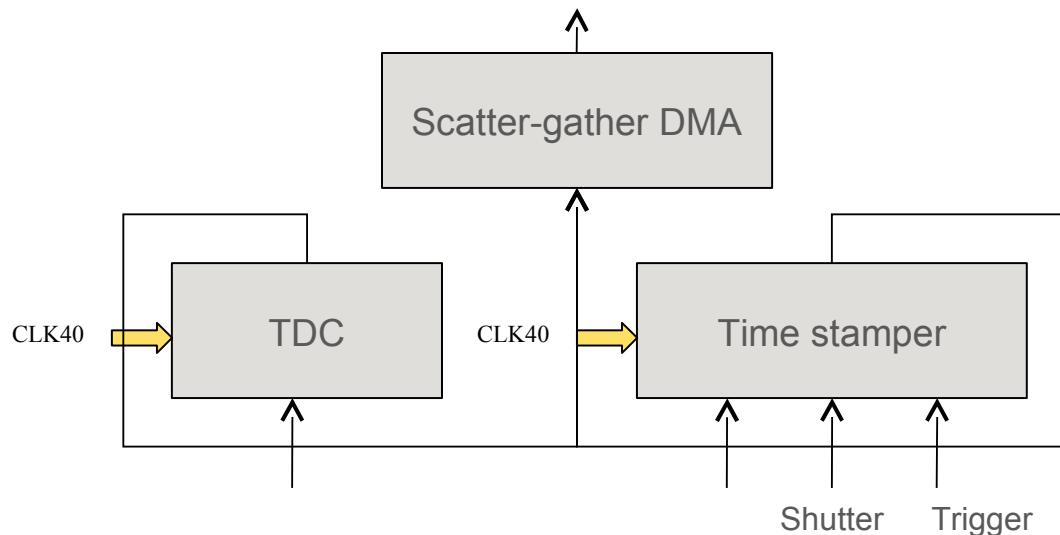 Scatter-gather DMA
CLK40
TDC
CLK40
Time stamper
Shutter
Trigger